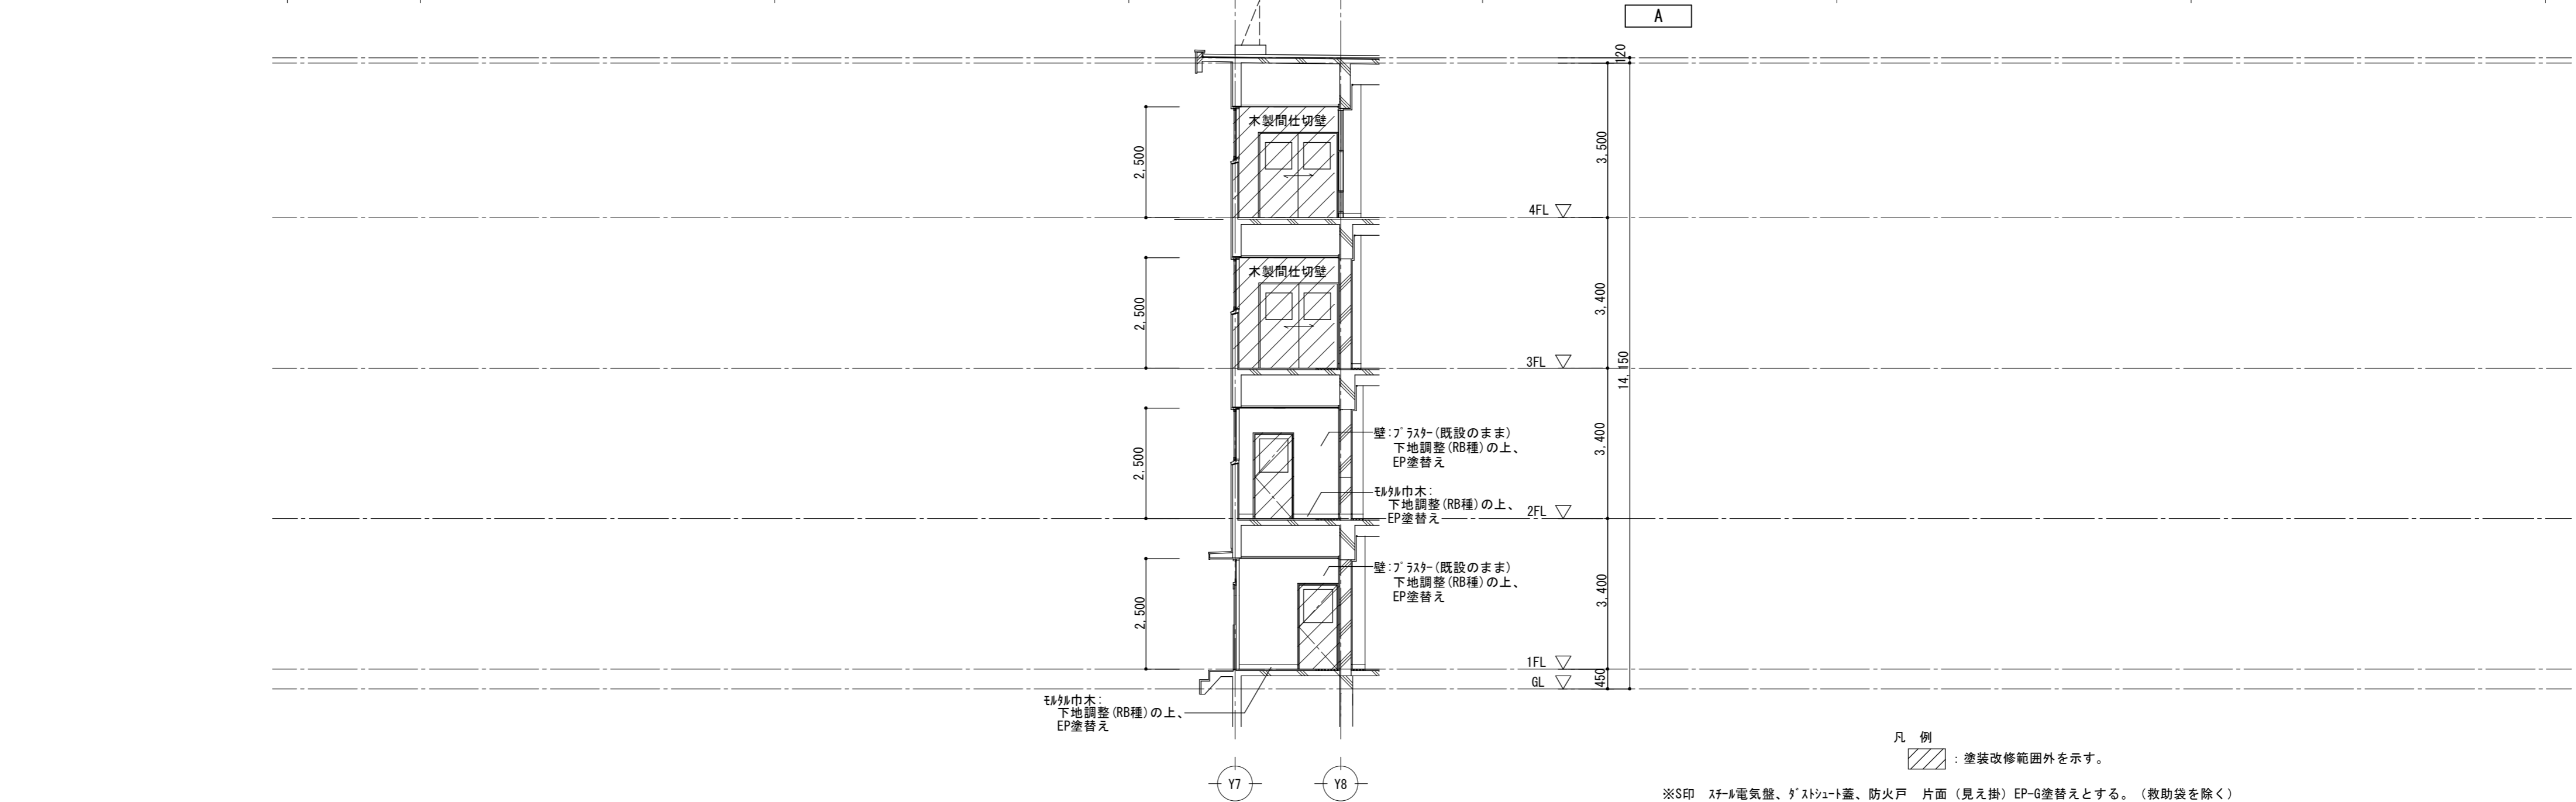 A
120
木製間仕切壁
2,500
3,500
4FL
木製間仕切壁
2,500
3,400
3FL
14,150
壁:ﾌﾟﾗｽﾀｰ(既設のまま)
下地調整(RB種)の上、
EP塗替え
2,500
3,400
ﾓﾙﾀﾙ巾木:
下地調整(RB種)の上、
EP塗替え
2FL
壁:ﾌﾟﾗｽﾀｰ(既設のまま)
下地調整(RB種)の上、
EP塗替え
2,500
3,400
1FL
450
GL
ﾓﾙﾀﾙ巾木:
下地調整(RB種)の上、
EP塗替え
Y7
Y8
凡 例
:塗装改修範囲外を示す。
※S印 ｽﾁｰﾙ電気盤、ﾀﾞｽﾄｼｭｰﾄ蓋、防火戸 片面(見え掛)EP-G塗替えとする。(救助袋を除く)